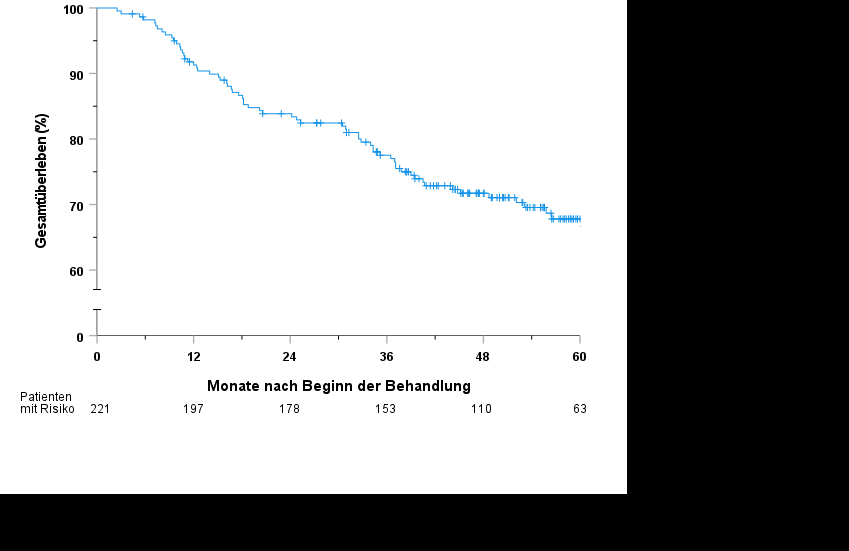 100
90
80
70
60
0
Gesamtüberleben (%)
0 12 24 36 48 60
Monate nach Beginn der Behandlung
Patienten
mit Risiko 221 197 178 153 110 63